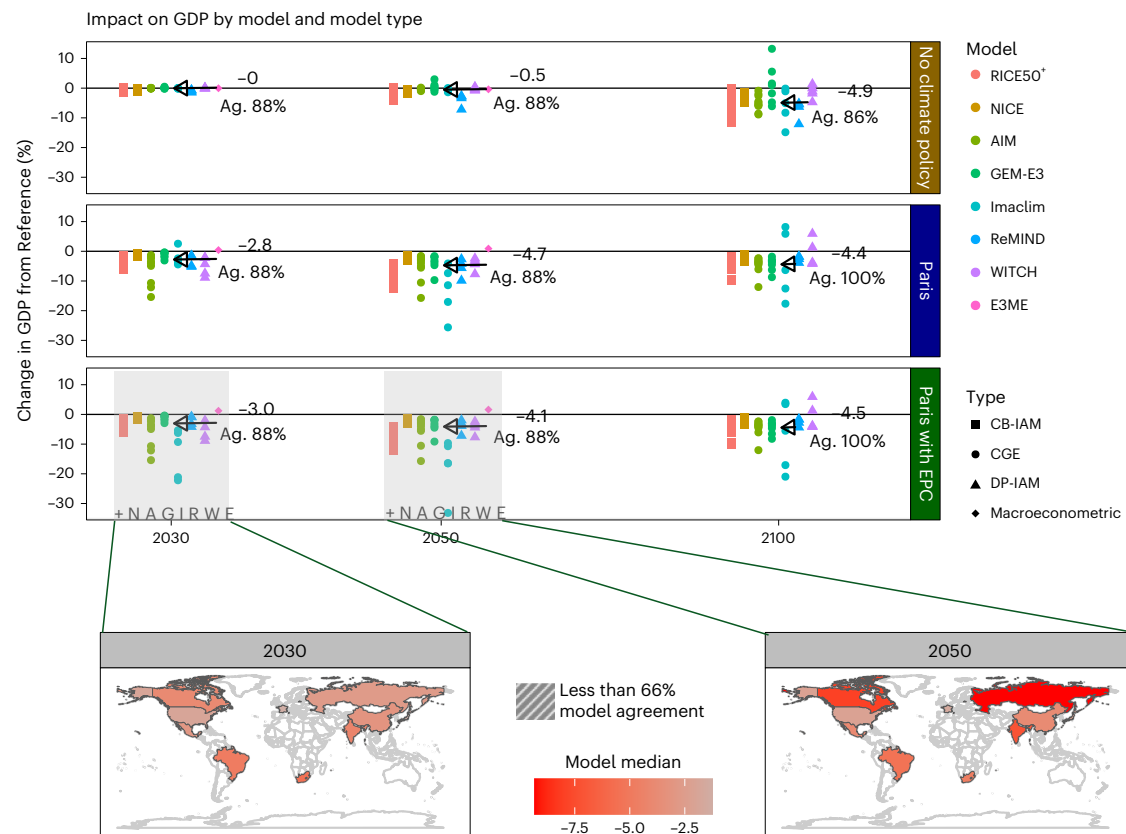 Impact on GDP by model and model type
Change in GDP from Reference (%)
10
0
−10
−20
−30
−0
Ag. 88%
−0.5
Ag. 88%
−4.9
Ag. 86%
No climate policy
10
0
−10
−20
−30
−2.8
Ag. 88%
−4.7
Ag. 88%
−4.4
Ag. 100%
Paris
10
0
−10
−20
−30
−3.0
Ag. 88%
−4.1
Ag. 88%
−4.5
Ag. 100%
Paris with EPC
+ N A G I R W E
+ N A G I R W E
2030
2050
2100
Model
RICE50+
NICE
AIM
GEM-E3
Imaclim
ReMIND
WITCH
E3ME
Type
CB-IAM
CGE
DP-IAM
Macroeconometric
2030
2050
Less than 66%
model agreement
Model median
−7.5
−5.0
−2.5